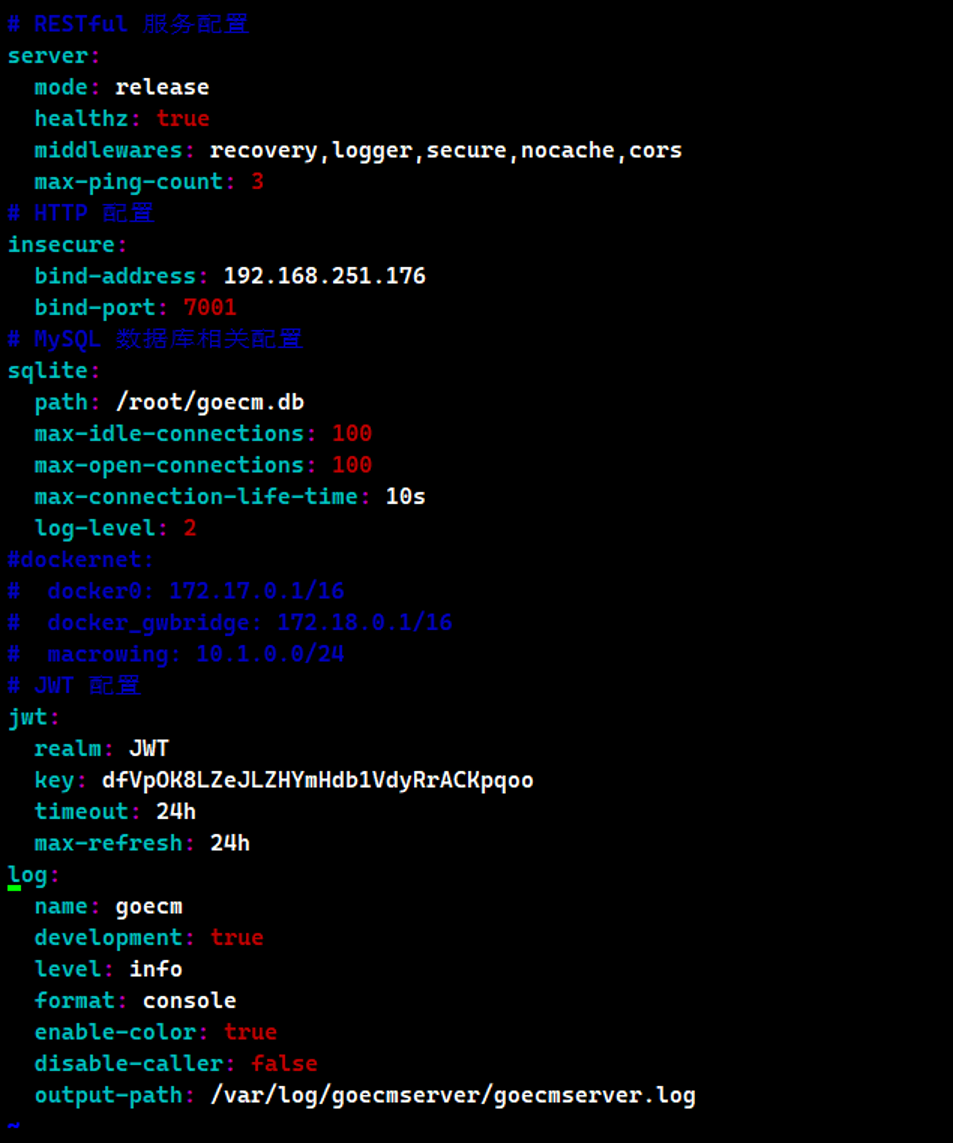 # RESTful 服务配置
server:
  mode: release
  healthz: true
  middlewares: recovery,logger,secure,nocache,cors
  max-ping-count: 3
# HTTP 配置
insecure:
  bind-address: 192.168.251.176
  bind-port: 7001
# MySQL 数据库相关配置
sqlite:
  path: /root/goecm.db
  max-idle-connections: 100
  max-open-connections: 100
  max-connection-life-time: 10s
  log-level: 2
#dockernet:
#  docker0: 172.17.0.1/16
#  docker_gwbridge: 172.18.0.1/16
#  macrowing: 10.1.0.0/24
# JWT 配置
jwt:
  realm: JWT
  key: dfVpOK8LZeJLZHYmHdb1VdyRrACKpqoo
  timeout: 24h
  max-refresh: 24h
log:
  name: goecm
  development: true
  level: info
  format: console
  enable-color: true
  disable-caller: false
  output-path: /var/log/goecmserver/goecmserver.log
~